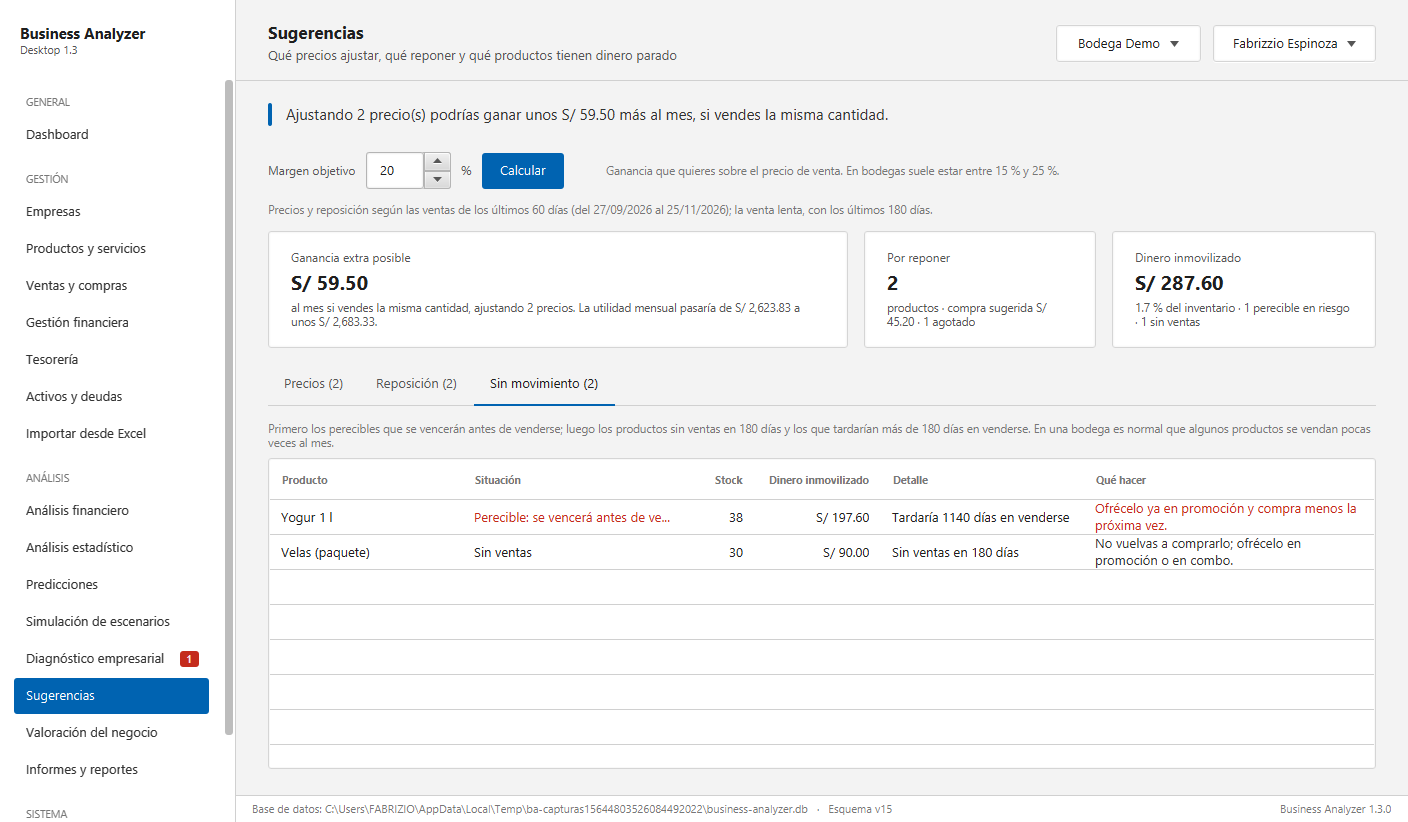 Business Analyzer
Desktop 1.3
GENERAL
Dashboard
GESTIÓN
Empresas
Productos y servicios
Ventas y compras
Gestión financiera
Tesorería
Activos y deudas
Importar desde Excel
ANÁLISIS
Análisis financiero
Análisis estadístico
Predicciones
Simulación de escenarios
Diagnóstico empresarial 1
Sugerencias
Valoración del negocio
Informes y reportes
SISTEMA
Sugerencias
Qué precios ajustar, qué reponer y qué productos tienen dinero parado
Bodega Demo
Fabrizzio Espinoza
Ajustando 2 precio(s) podrías ganar unos S/ 59.50 más al mes, si vendes la misma cantidad.
Margen objetivo 20 % Calcular Ganancia que quieres sobre el precio de venta. En bodegas suele estar entre 15 % y 25 %.
Precios y reposición según las ventas de los últimos 60 días (del 27/09/2026 al 25/11/2026); la venta lenta, con los últimos 180 días.
Ganancia extra posible
S/ 59.50
al mes si vendes la misma cantidad, ajustando 2 precios. La utilidad mensual pasaría de S/ 2,623.83 a
unos S/ 2,683.33.
Por reponer
2
productos · compra sugerida S/
45.20 · 1 agotado
Dinero inmovilizado
S/ 287.60
1.7 % del inventario · 1 perecible en riesgo
· 1 sin ventas
Precios (2) Reposición (2) Sin movimiento (2)
Primero los perecibles que se vencerán antes de venderse; luego los productos sin ventas en 180 días y los que tardarían más de 180 días en venderse. En una bodega es normal que algunos productos se vendan pocas
veces al mes.
Producto Situación Stock Dinero inmovilizado Detalle Qué hacer
Yogur 1 l Perecible: se vencerá antes de ve... 38 S/ 197.60 Tardaría 1140 días en venderse Ofrécelo ya en promoción y compra menos la
próxima vez.
Velas (paquete) Sin ventas 30 S/ 90.00 Sin ventas en 180 días No vuelvas a comprarlo; ofrécelo en
promoción o en combo.
Base de datos: C:\Users\FABRIZIO\AppData\Local\Temp\ba-capturas15644803526084492022\business-analyzer.db · Esquema v15
Business Analyzer 1.3.0